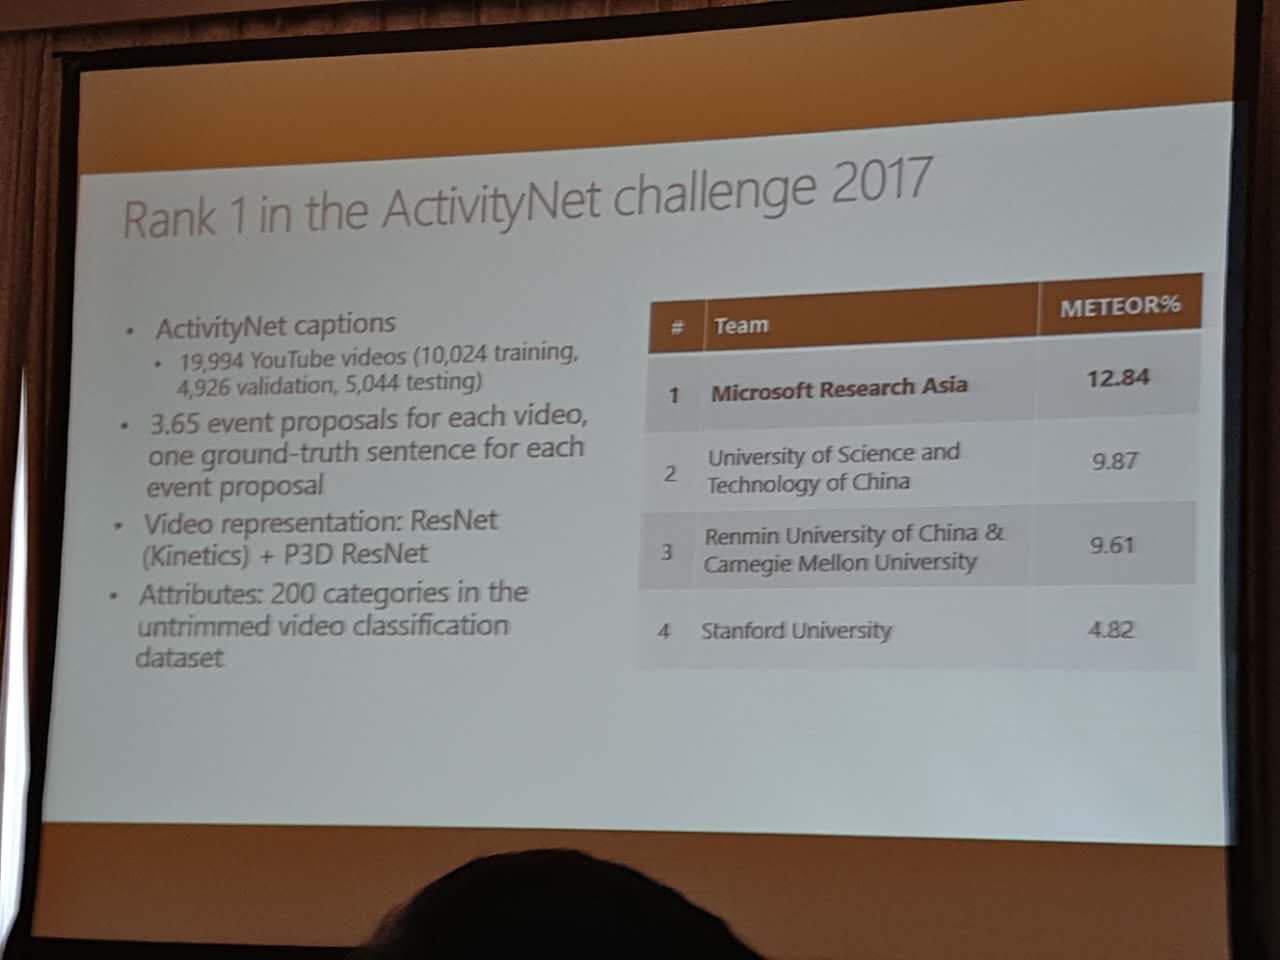 Rank 1 in the ActivityNet challenge 2017
• ActivityNet captions
• 19,994 YouTube videos (10,024 training,
4,926 validation, 5,044 testing)
• 3.65 event proposals for each video,
one ground-truth sentence for each
event proposal
• Video representation: ResNet
(Kinetics) + P3D ResNet
• Attributes: 200 categories in the
untrimmed video classification
dataset
# Team METEOR%
1 Microsoft Research Asia 12.84
2 University of Science and
Technology of China 9.87
3 Renmin University of China &
Carnegie Mellon University 9.61
4 Stanford University 4.82